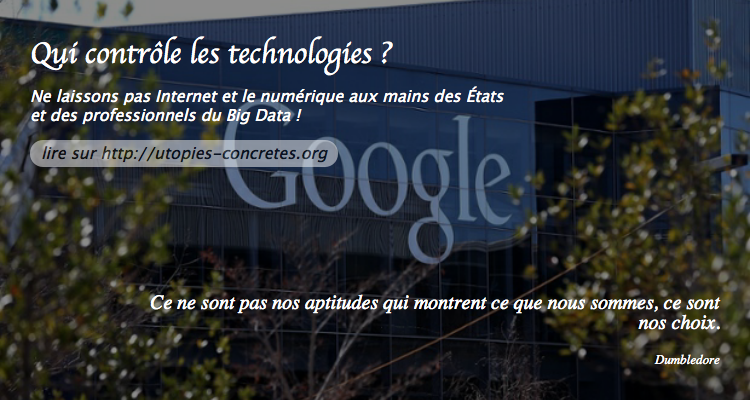 Qui contrôle les technologies ?
Ne laissons pas Internet et le numérique aux mains des États
et des professionnels du Big Data !
lire sur http://utopies-concretes.org
Google
Ce ne sont pas nos aptitudes qui montrent ce que nous sommes, ce sont
nos choix.
Dumbledore